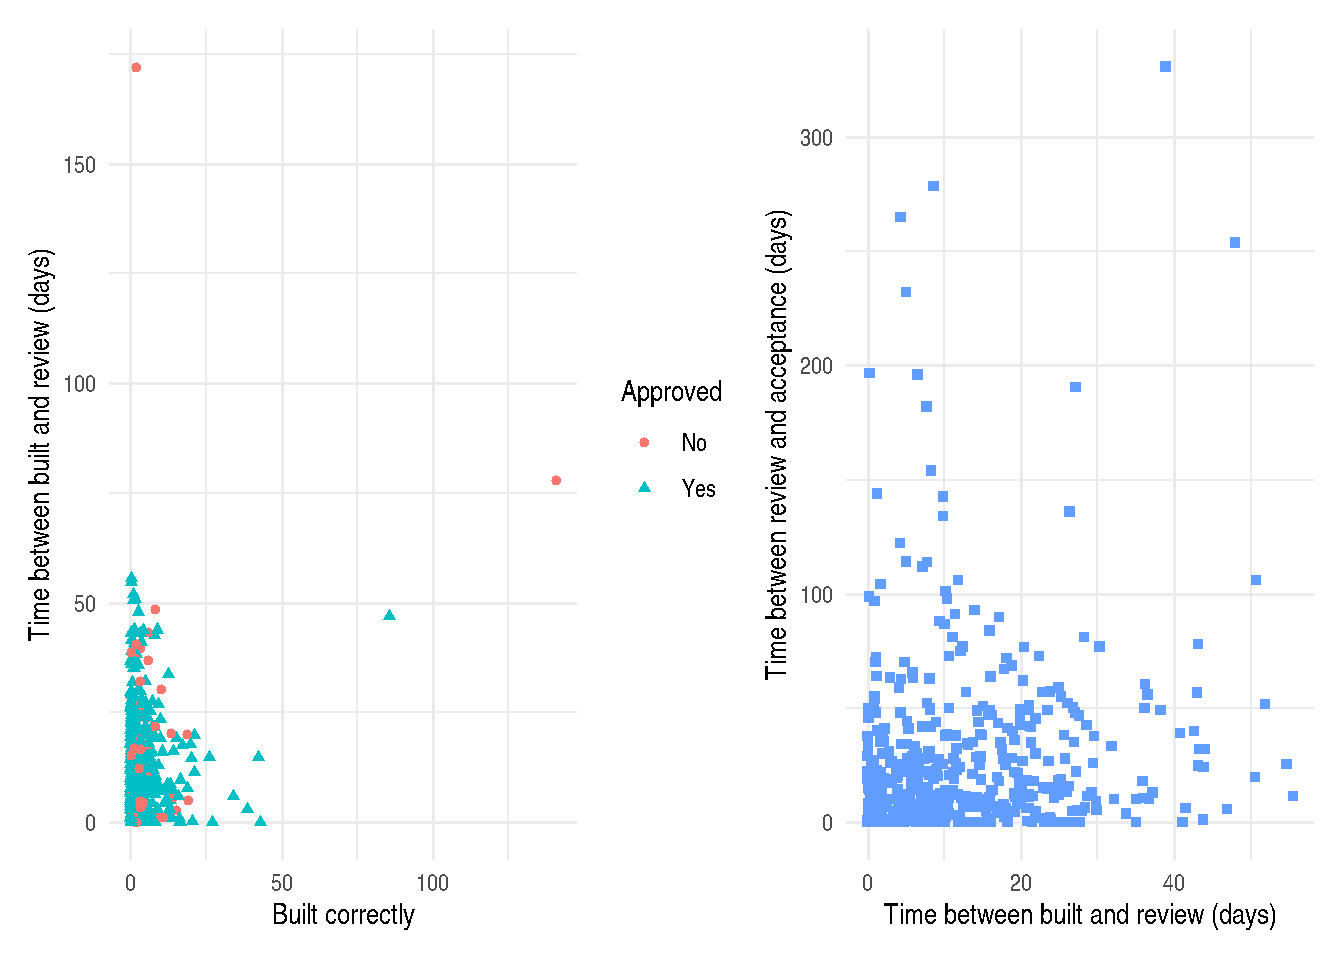 Time between built and review (days)
150
100
50
0
0
50
100
Built correctly
Approved
No
Yes
Time between review and acceptance (days)
300
200
100
0
0
20
40
Time between built and review (days)